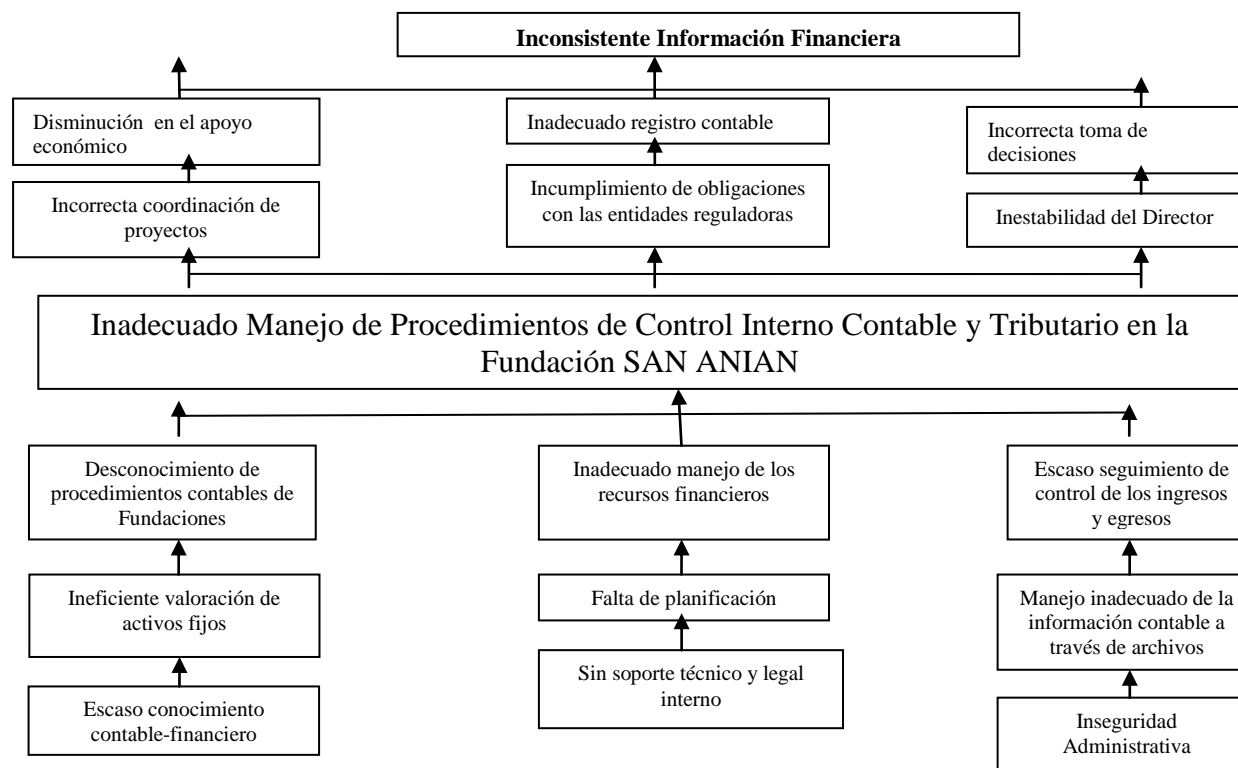 Inconsistente Información Financiera
Disminución en el apoyo
económico
Inadecuado registro contable
Incorrecta toma de
decisiones
Incorrecta coordinación de
proyectos
Incumplimiento de obligaciones
con las entidades reguladoras
Inestabilidad del Director
Inadecuado Manejo de Procedimientos de Control Interno Contable y Tributario en la
Fundación SAN ANIAN
Desconocimiento de
procedimientos contables de
Fundaciones
Inadecuado manejo de los
recursos financieros
Escaso seguimiento de
control de los ingresos
y egresos
Ineficiente valoración de
activos fijos
Falta de planificación
Manejo inadecuado de la
información contable a
través de archivos
Escaso conocimiento
contable-financiero
Sin soporte técnico y legal
interno
Inseguridad
Administrativa